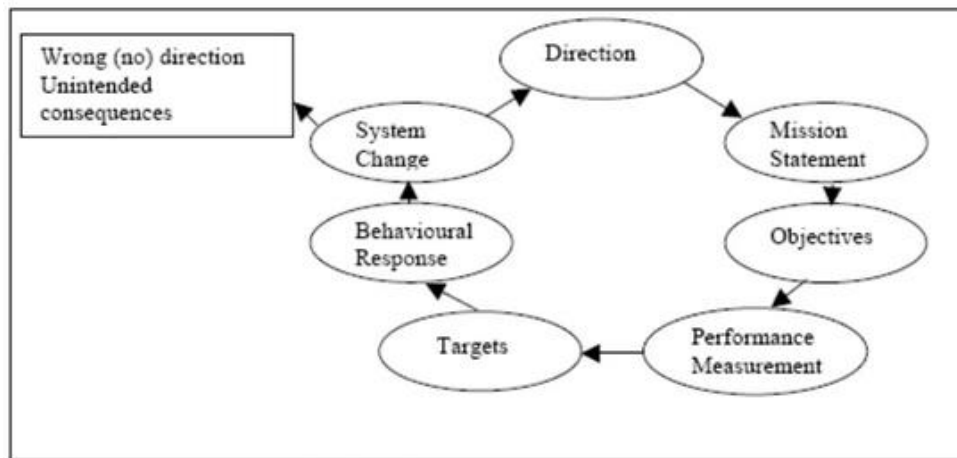 Wrong (no) direction
Unintended
consequences
Direction
System
Change
Mission
Statement
Behavioural
Response
Objectives
Targets
Performance
Measurement